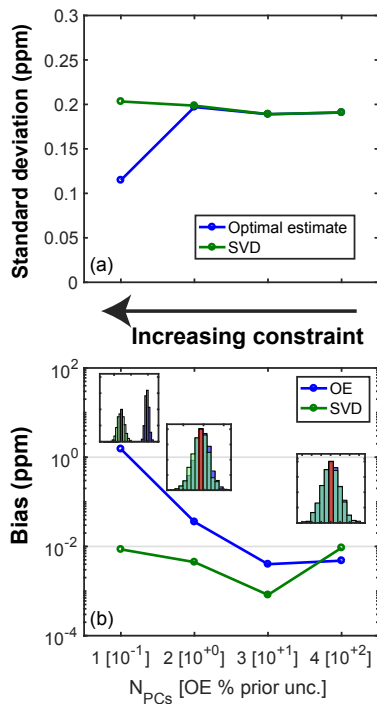 Standard deviation (ppm)
0.3
0.25
0.2
0.15
0.1
0.05
0
Optimal estimate
SVD
(a)
Increasing constraint
Bias (ppm)
10^2
10^0
10^-2
10^-4
OE
SVD
(b)
1 [10^-1] 2 [10^+0] 3 [10^+1] 4 [10^+2]
N_PCs [OE % prior unc.]